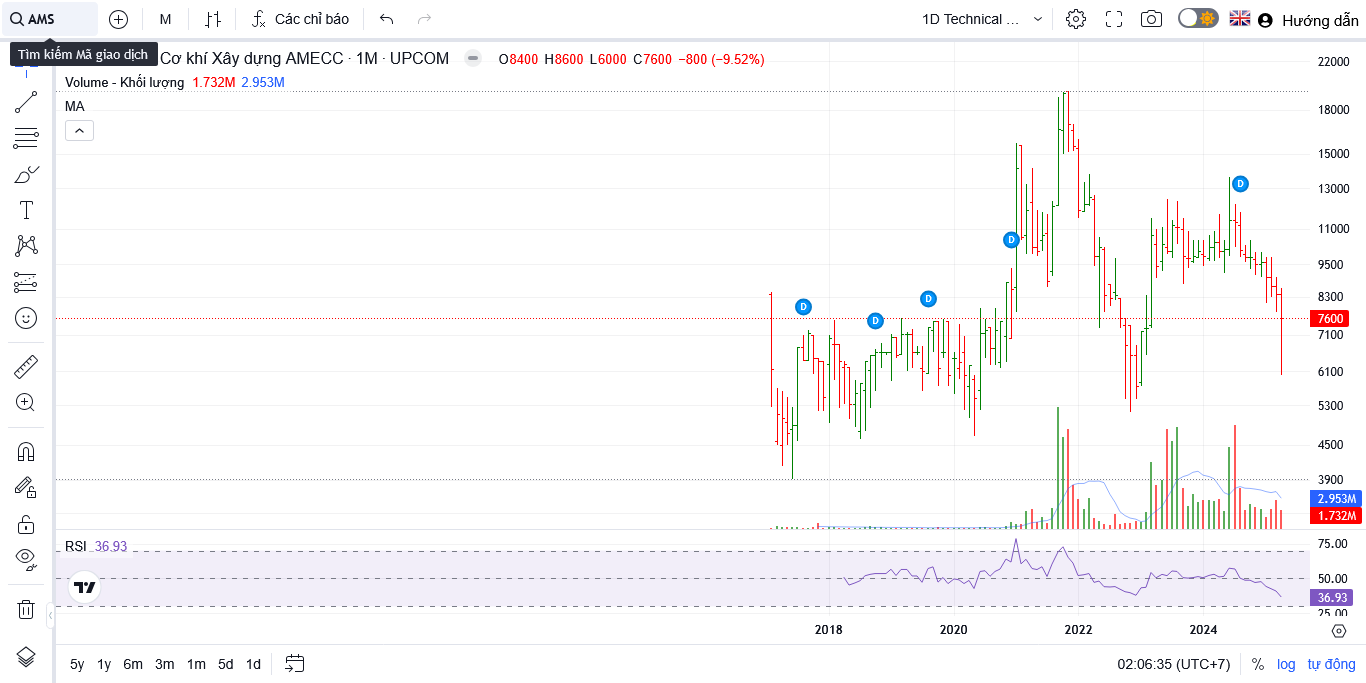 AMS
M
Các chỉ báo
1D Technical ...
Hướng dẫn
Tìm kiếm Mã giao dịch
Cơ khí Xây dựng AMECC · 1M · UPCOM O8400 H8600 L6000 C7600 −800 (−9.52%)
Volume - Khối lượng 1.732M 2.953M
MA
22000
18000
15000
13000
11000
9500
8300
7600
7100
6100
5300
4500
3900
2.953M
1.732M
D
D
D
D
D
RSI 36.93
75.00
50.00
36.93
25.00
2018 2020 2022 2024
5y 1y 6m 3m 1m 5d 1d
02:06:35 (UTC+7) % log tự động